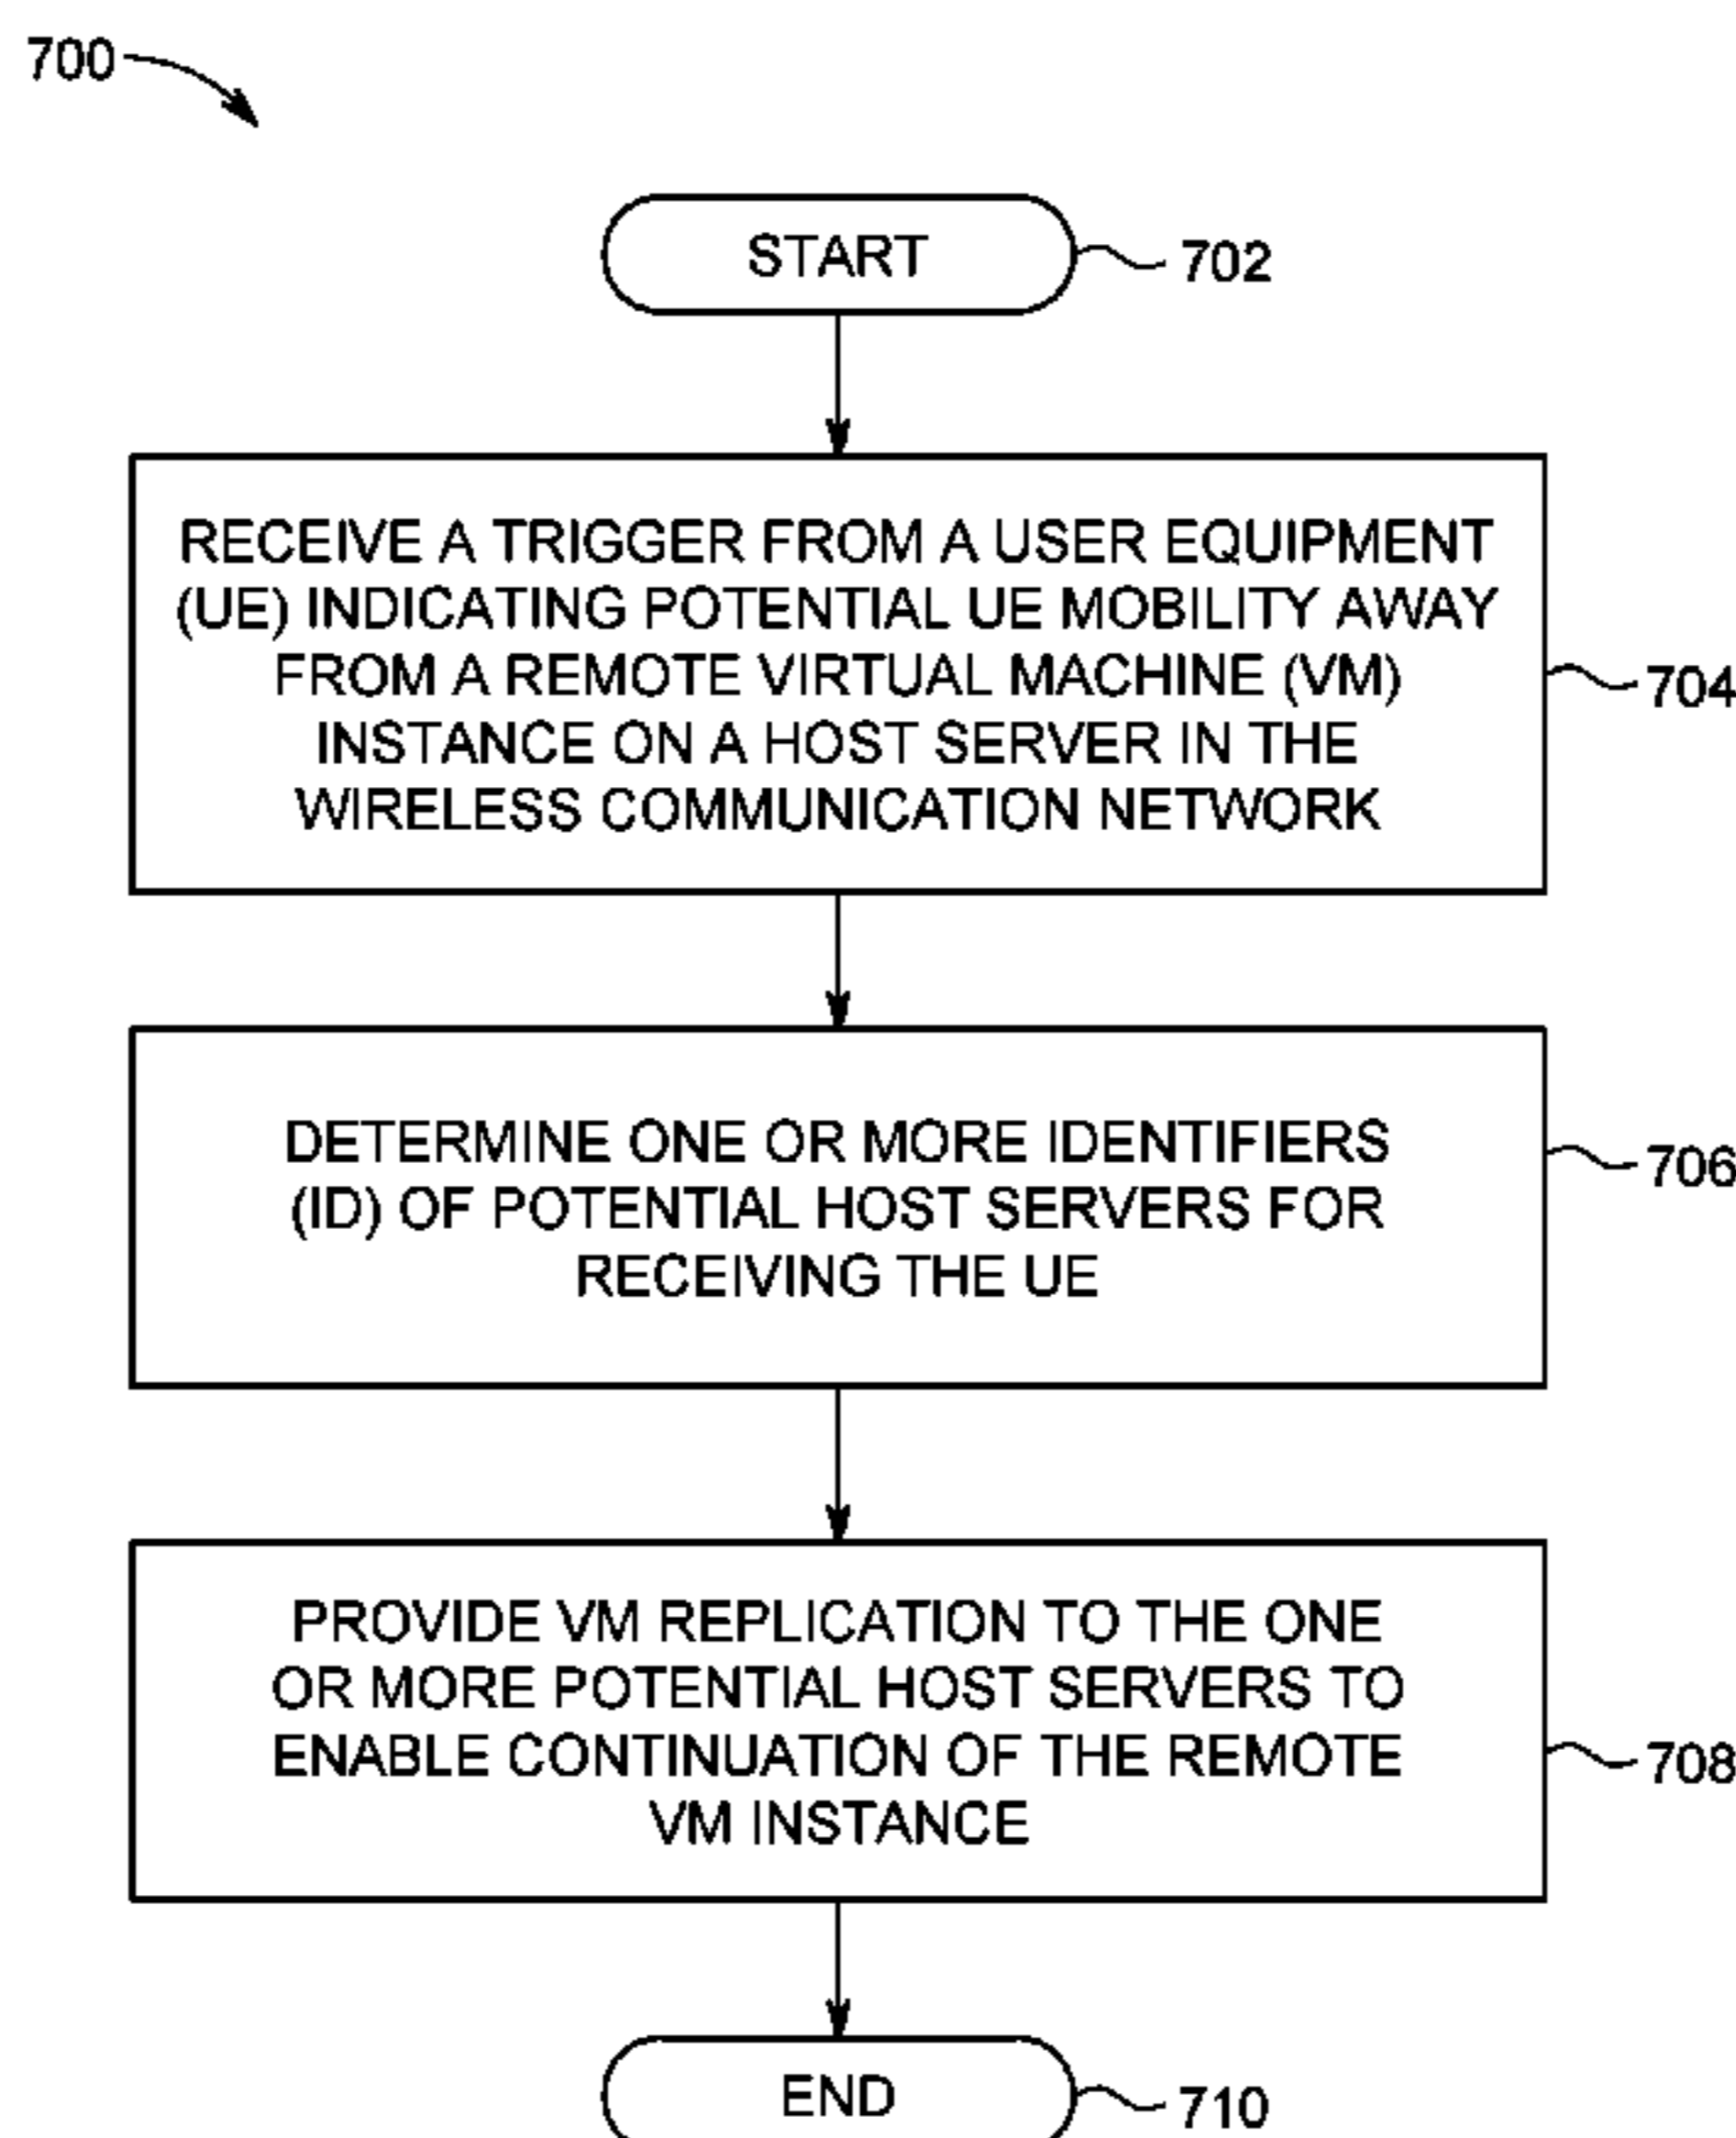 700
START
702
RECEIVE A TRIGGER FROM A USER EQUIPMENT
(UE) INDICATING POTENTIAL UE MOBILITY AWAY
FROM A REMOTE VIRTUAL MACHINE (VM)
INSTANCE ON A HOST SERVER IN THE
WIRELESS COMMUNICATION NETWORK
704
DETERMINE ONE OR MORE IDENTIFIERS
(ID) OF POTENTIAL HOST SERVERS FOR
RECEIVING THE UE
706
PROVIDE VM REPLICATION TO THE ONE
OR MORE POTENTIAL HOST SERVERS TO
ENABLE CONTINUATION OF THE REMOTE
VM INSTANCE
708
END
710